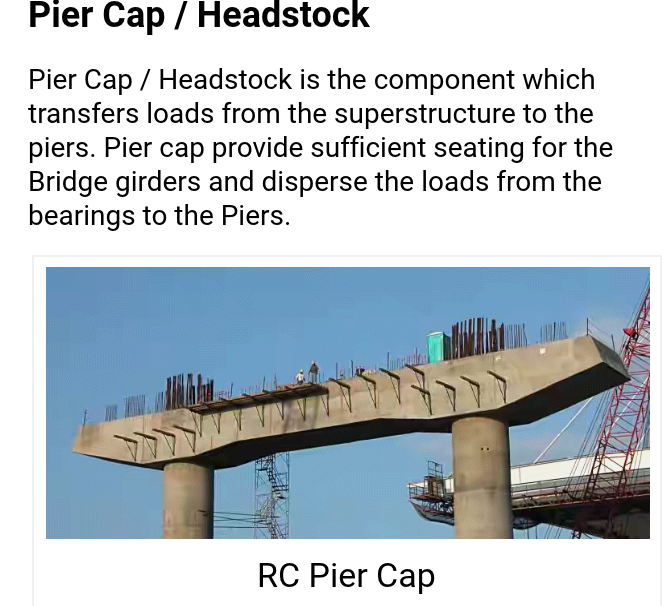 Pier Cap / Headstock
Pier Cap / Headstock is the component which
transfers loads from the superstructure to the
piers. Pier cap provide sufficient seating for the
Bridge girders and disperse the loads from the
bearings to the Piers.
RC Pier Cap